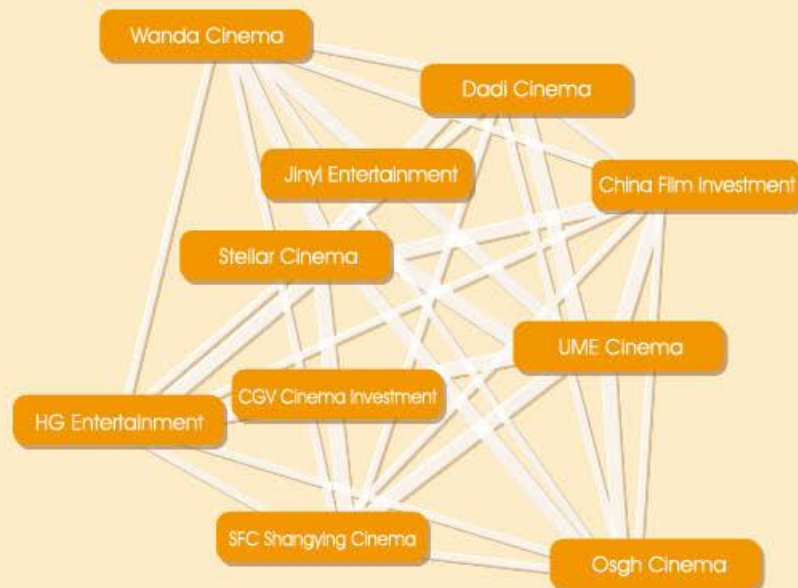 Wanda Cinema
Dadi Cinema
Jinyi Entertainment
China Film Investment
Stellar Cinema
UME Cinema
CGV Cinema Investment
HG Entertainment
SFC Shangying Cinema
Osgh Cinema